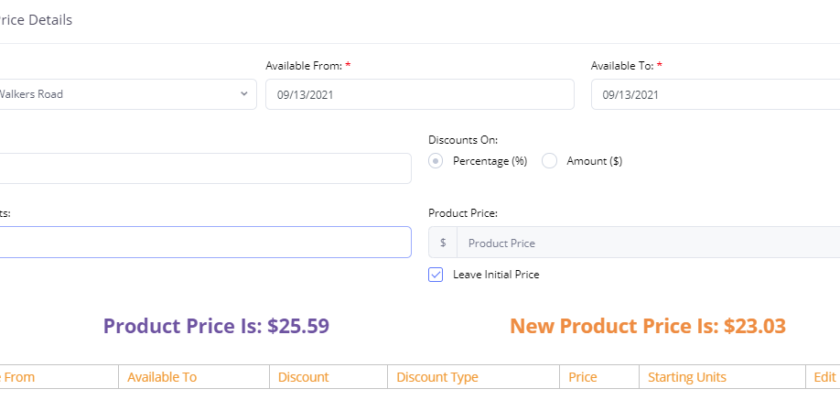 rice Details
Available From: *
Available To: *
Walkers Road
09/13/2021
09/13/2021
Discounts On:
Percentage (%)
Amount ($)
ts:
Product Price:
$
Product Price
Leave Initial Price
Product Price Is: $25.59
New Product Price Is: $23.03
From
Available To
Discount
Discount Type
Price
Starting Units
Edit